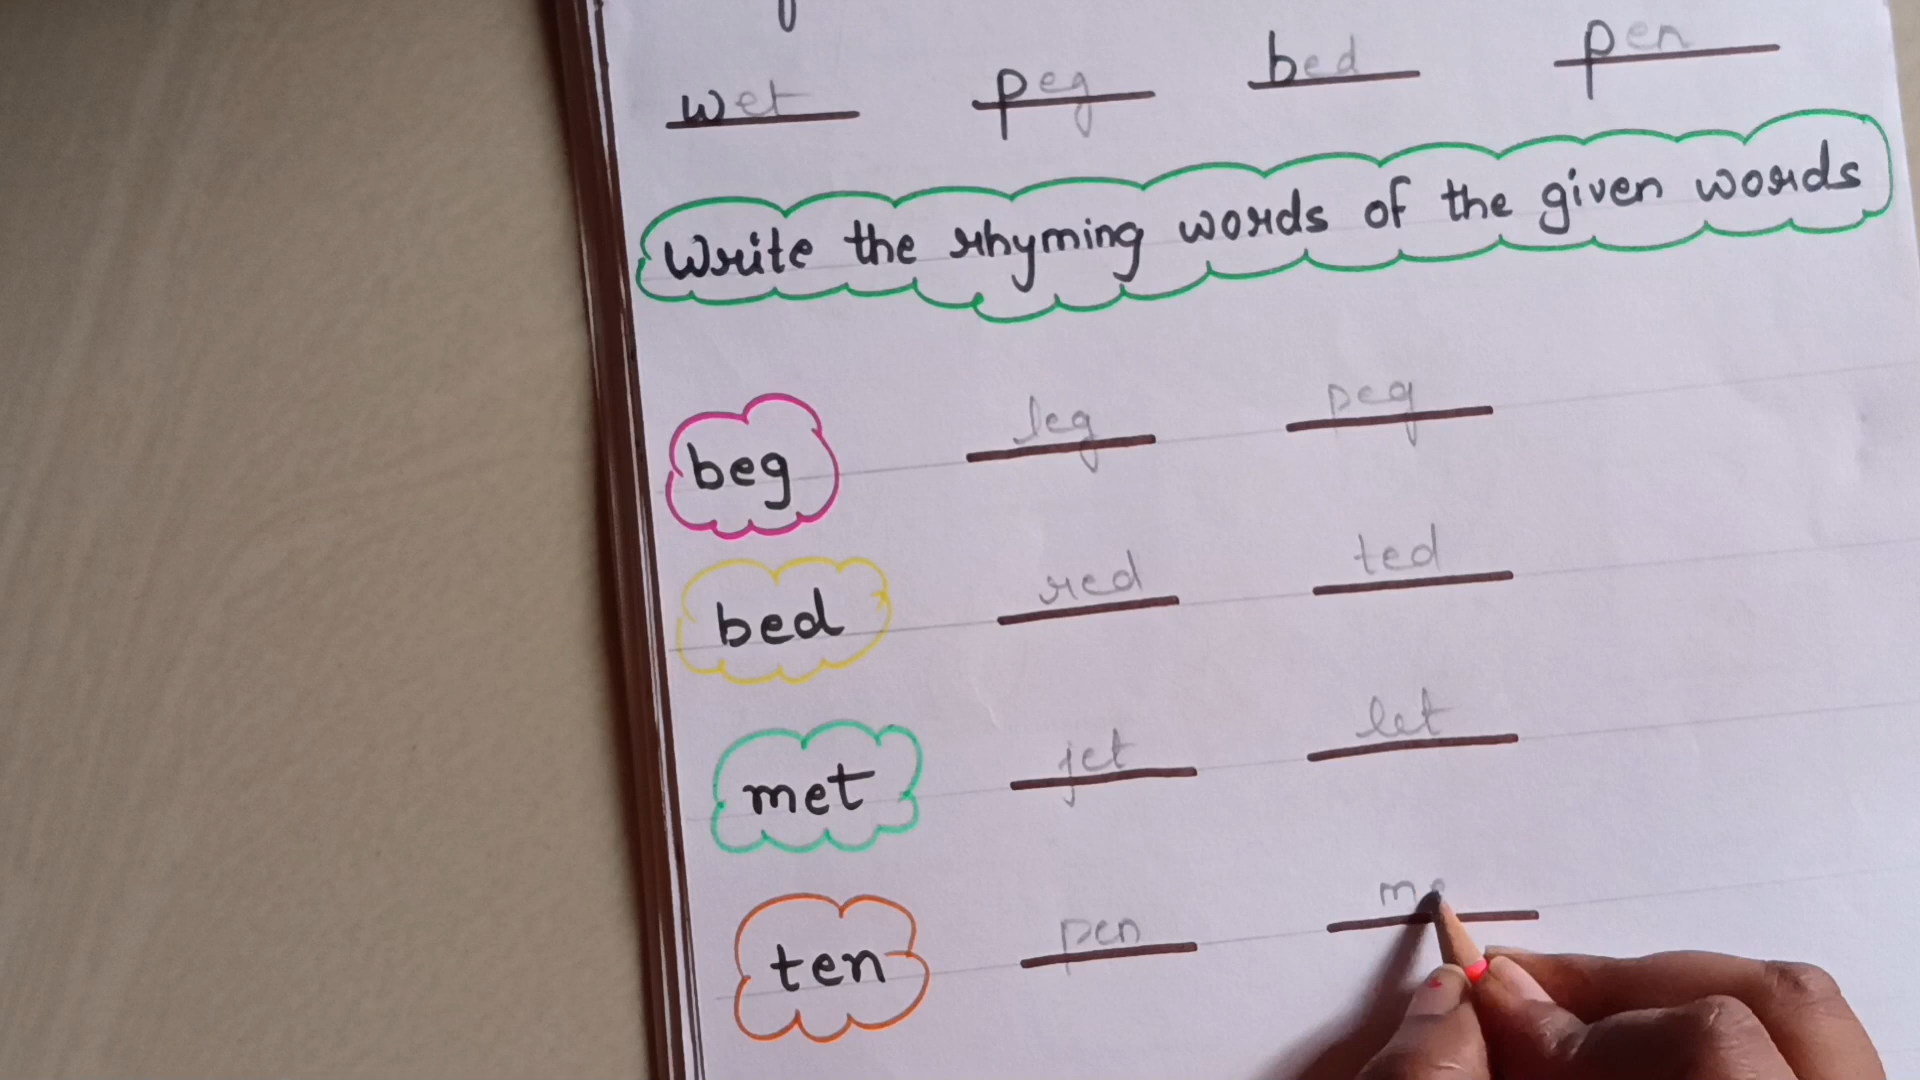 wet peg bed pen
Write the rhyming words of the given words
beg leg peg
bed red ted
met jet let
ten pen me